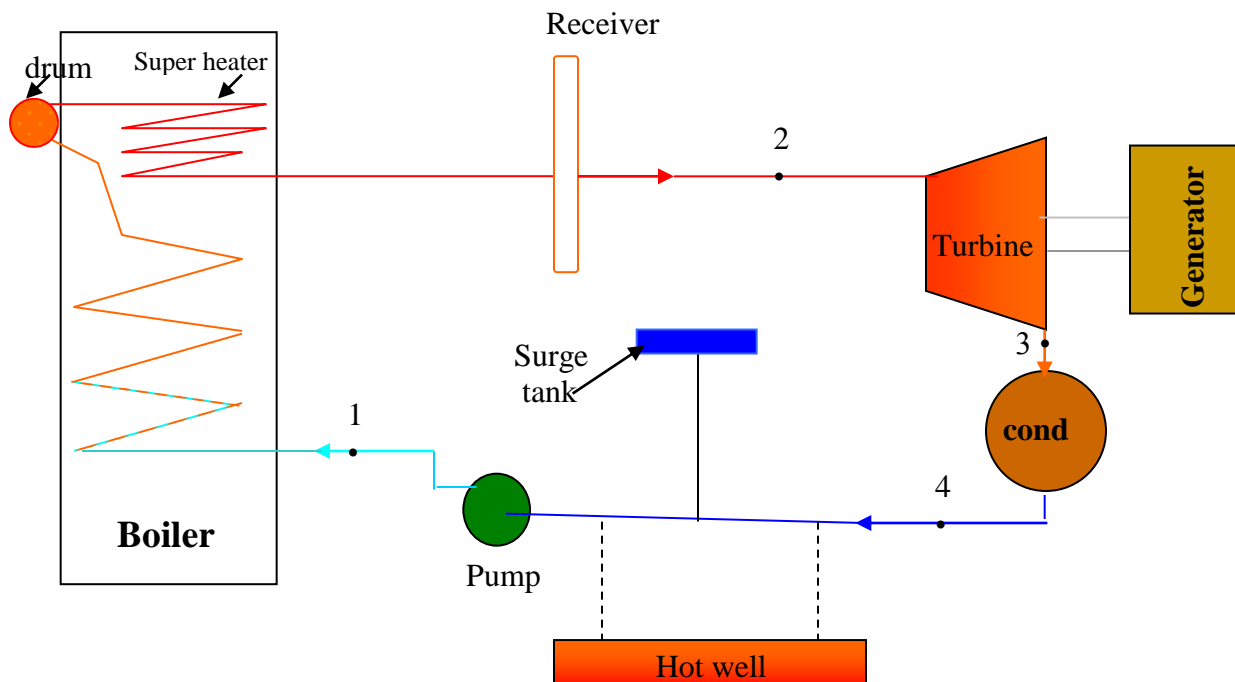 Receiver
drum
Super heater
2
Turbine
Generator
3
Surge
tank
cond
1
4
Boiler
Pump
Hot well